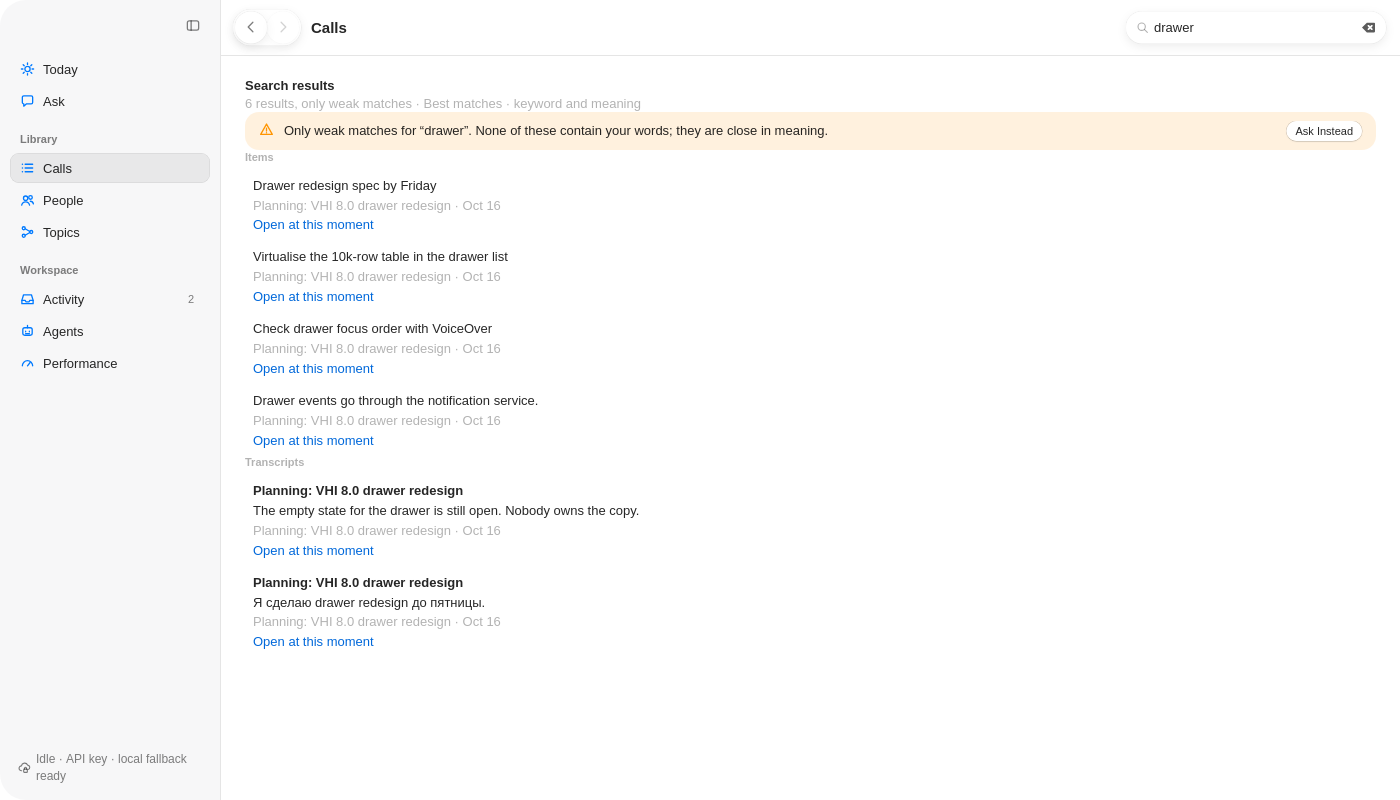 Calls
drawer
Today
Ask
Library
Calls
People
Topics
Workspace
Activity 2
Agents
Performance
Idle · API key · local fallback
ready
Search results
6 results, only weak matches · Best matches · keyword and meaning
Only weak matches for “drawer”. None of these contain your words; they are close in meaning.
Ask Instead
Items
Drawer redesign spec by Friday
Planning: VHI 8.0 drawer redesign · Oct 16
Open at this moment
Virtualise the 10k-row table in the drawer list
Planning: VHI 8.0 drawer redesign · Oct 16
Open at this moment
Check drawer focus order with VoiceOver
Planning: VHI 8.0 drawer redesign · Oct 16
Open at this moment
Drawer events go through the notification service.
Planning: VHI 8.0 drawer redesign · Oct 16
Open at this moment
Transcripts
Planning: VHI 8.0 drawer redesign
The empty state for the drawer is still open. Nobody owns the copy.
Planning: VHI 8.0 drawer redesign · Oct 16
Open at this moment
Planning: VHI 8.0 drawer redesign
Я сделаю drawer redesign до пятницы.
Planning: VHI 8.0 drawer redesign · Oct 16
Open at this moment